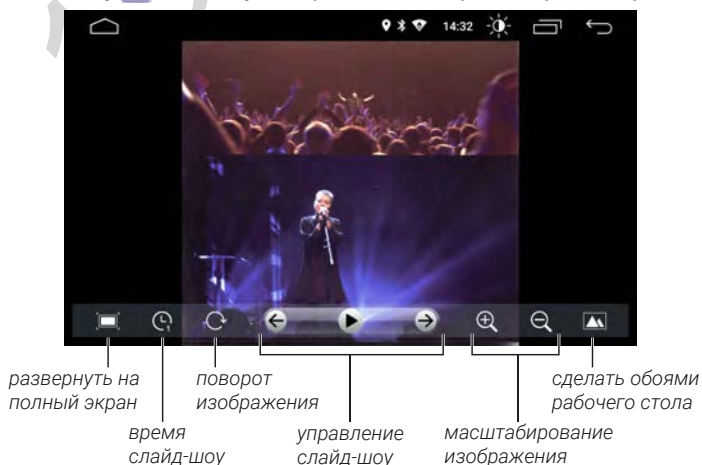 14:32
1
развернуть на
полный экран
время
слайд-шоу
поворот
изображения
управление
слайд-шоу
масштабирование
изображения
сделать обоями
рабочего стола